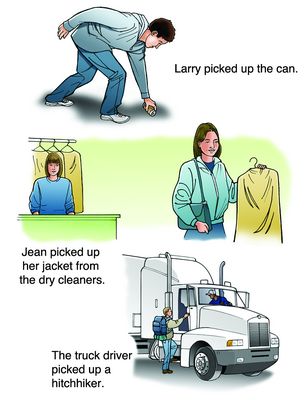 Larry picked up the can.
Jean picked up
her jacket from
the dry cleaners.
The truck driver
picked up a
hitchhiker.